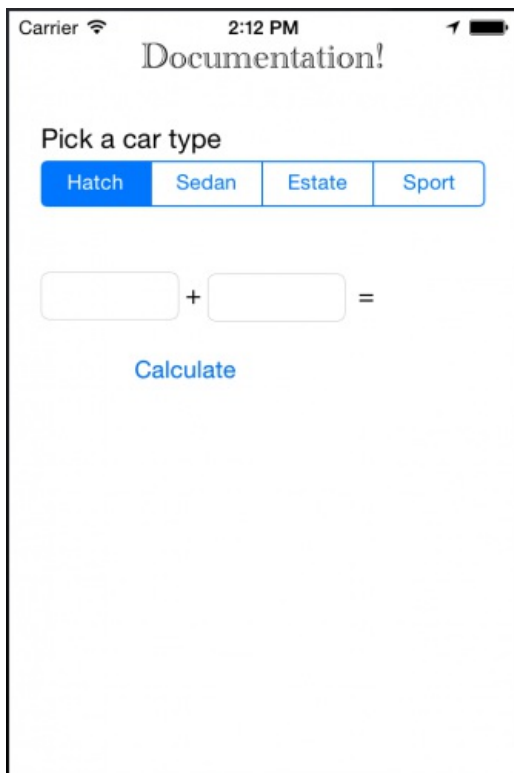 Carrier 2:12 PM
Documentation!
Pick a car type
Hatch Sedan Estate Sport
+ =
Calculate